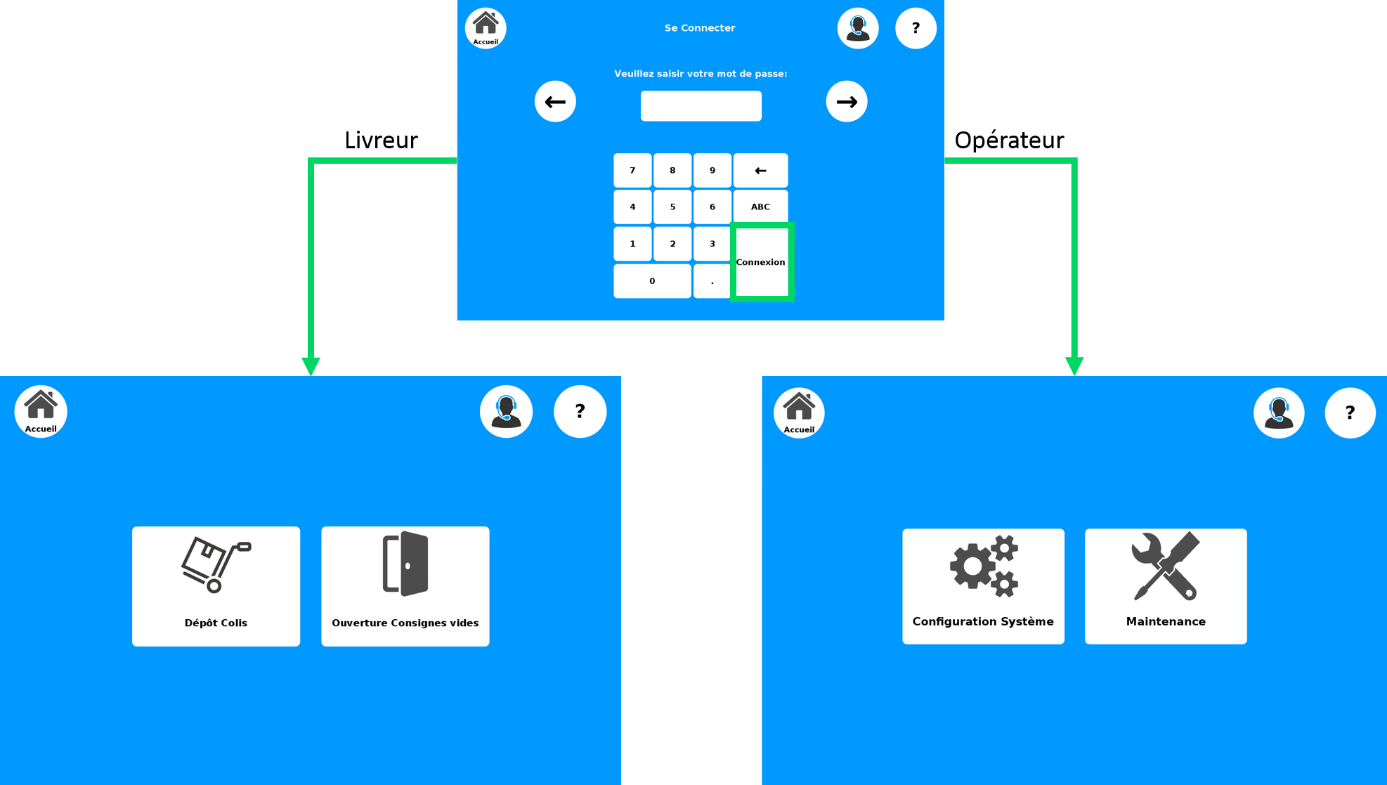 Accueil
Se Connecter
?
Veuillez saisir votre mot de passe:
←
→
Livreur
Opérateur
7 8 9 ←
4 5 6 ABC
1 2 3
Connexion
0 .
Accueil
?
Dépôt Colis
Ouverture Consignes vides
Accueil
?
Configuration Système
Maintenance